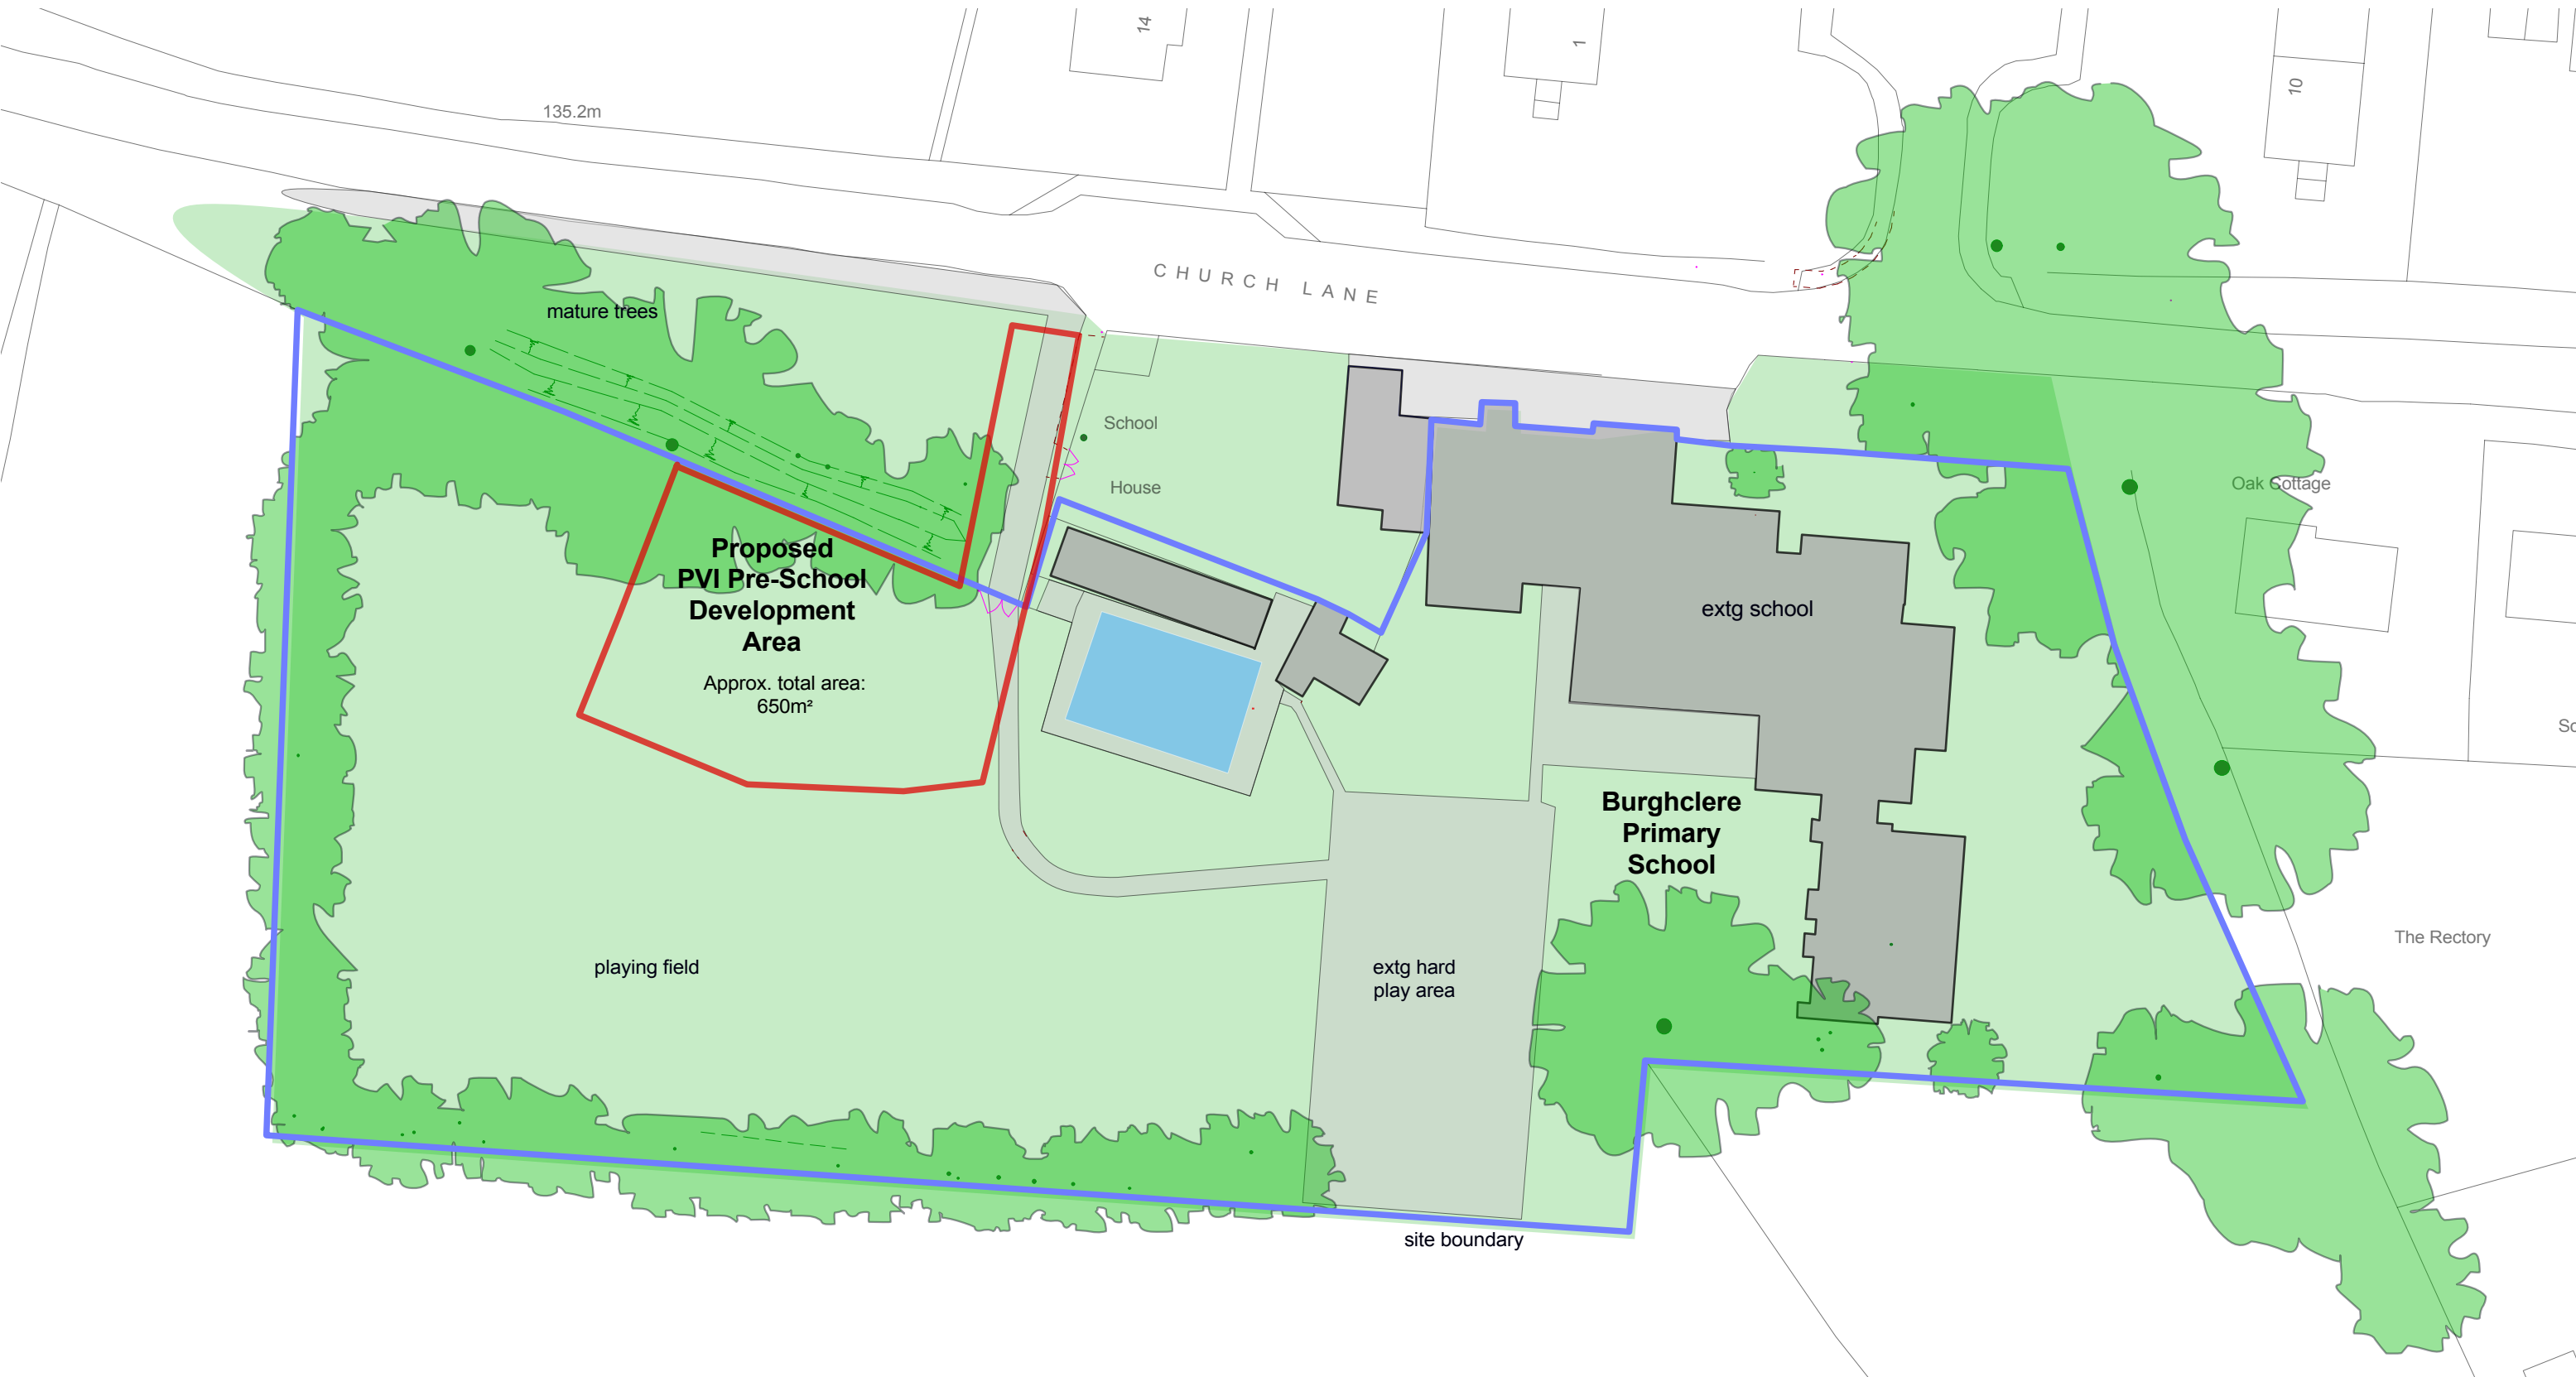 14
1
10
135.2m
CHURCH LANE
mature trees
School
House
Oak Cottage
Proposed
PVI Pre-School
Development
Area
Approx. total area:
650m²
extg school
Burghclere
Primary
School
The Rectory
playing field
extg hard
play area
site boundary